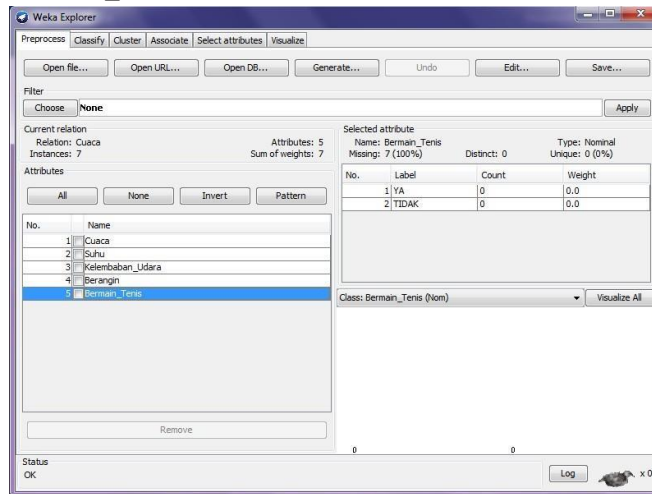 Weka Explorer
Preprocess Classify Cluster Associate Select attributes Visualize
Open file... Open URL... Open DB... Generate... Undo Edit... Save...
Filter
Choose None Apply
Current relation
Relation: Cuaca Attributes: 5
Instances: 7 Sum of weights: 7
Attributes
All None Invert Pattern
No. Name
1 Cuaca
2 Suhu
3 Kelembaban_Udara
4 Berangin
5 Bermain_Tenis
Remove
Selected attribute
Name: Bermain_Tenis Type: Nominal
Missing: 7 (100%) Distinct: 0 Unique: 0 (0%)
No. Label Count Weight
1 YA 0 0.0
2 TIDAK 0 0.0
Class: Bermain_Tenis (Nom) Visualize All
0 0
Status
OK Log x 0